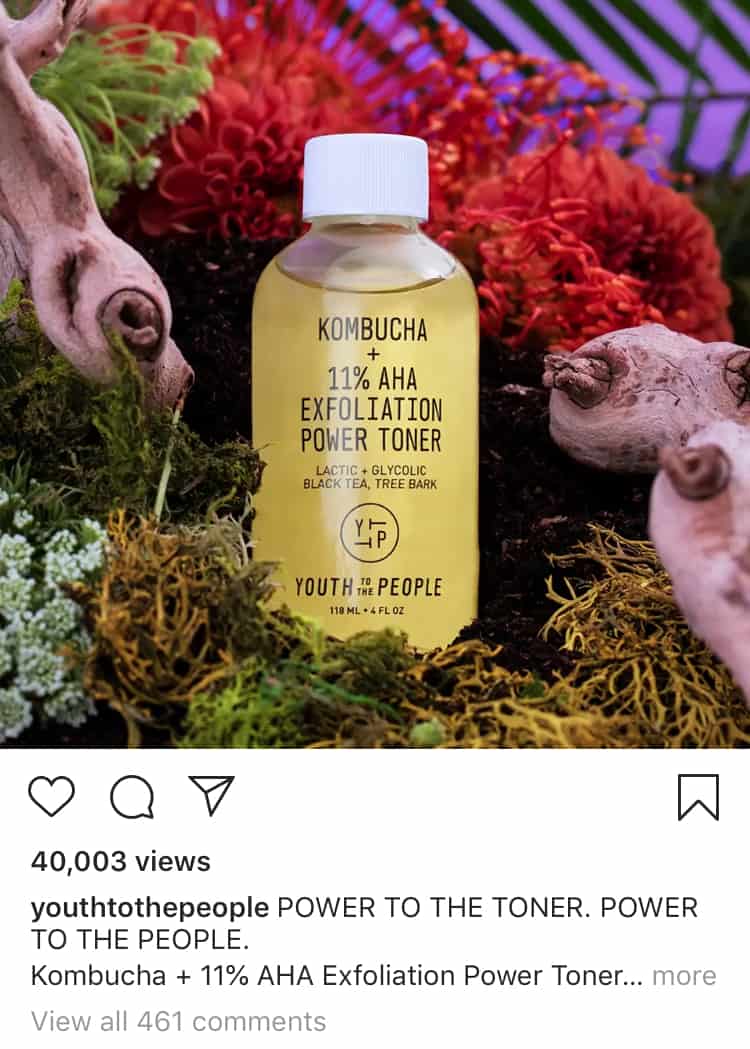 KOMBUCHA
+
11% AHA
EXFOLIATION
POWER TONER
LACTIC + GLYCOLIC
BLACK TEA, TREE BARK
Y T T P
YOUTH TO THE PEOPLE
118 ML • 4 FL OZ
40,003 views
youthtothepeople POWER TO THE TONER. POWER
TO THE PEOPLE.
Kombucha + 11% AHA Exfoliation Power Toner... more
View all 461 comments